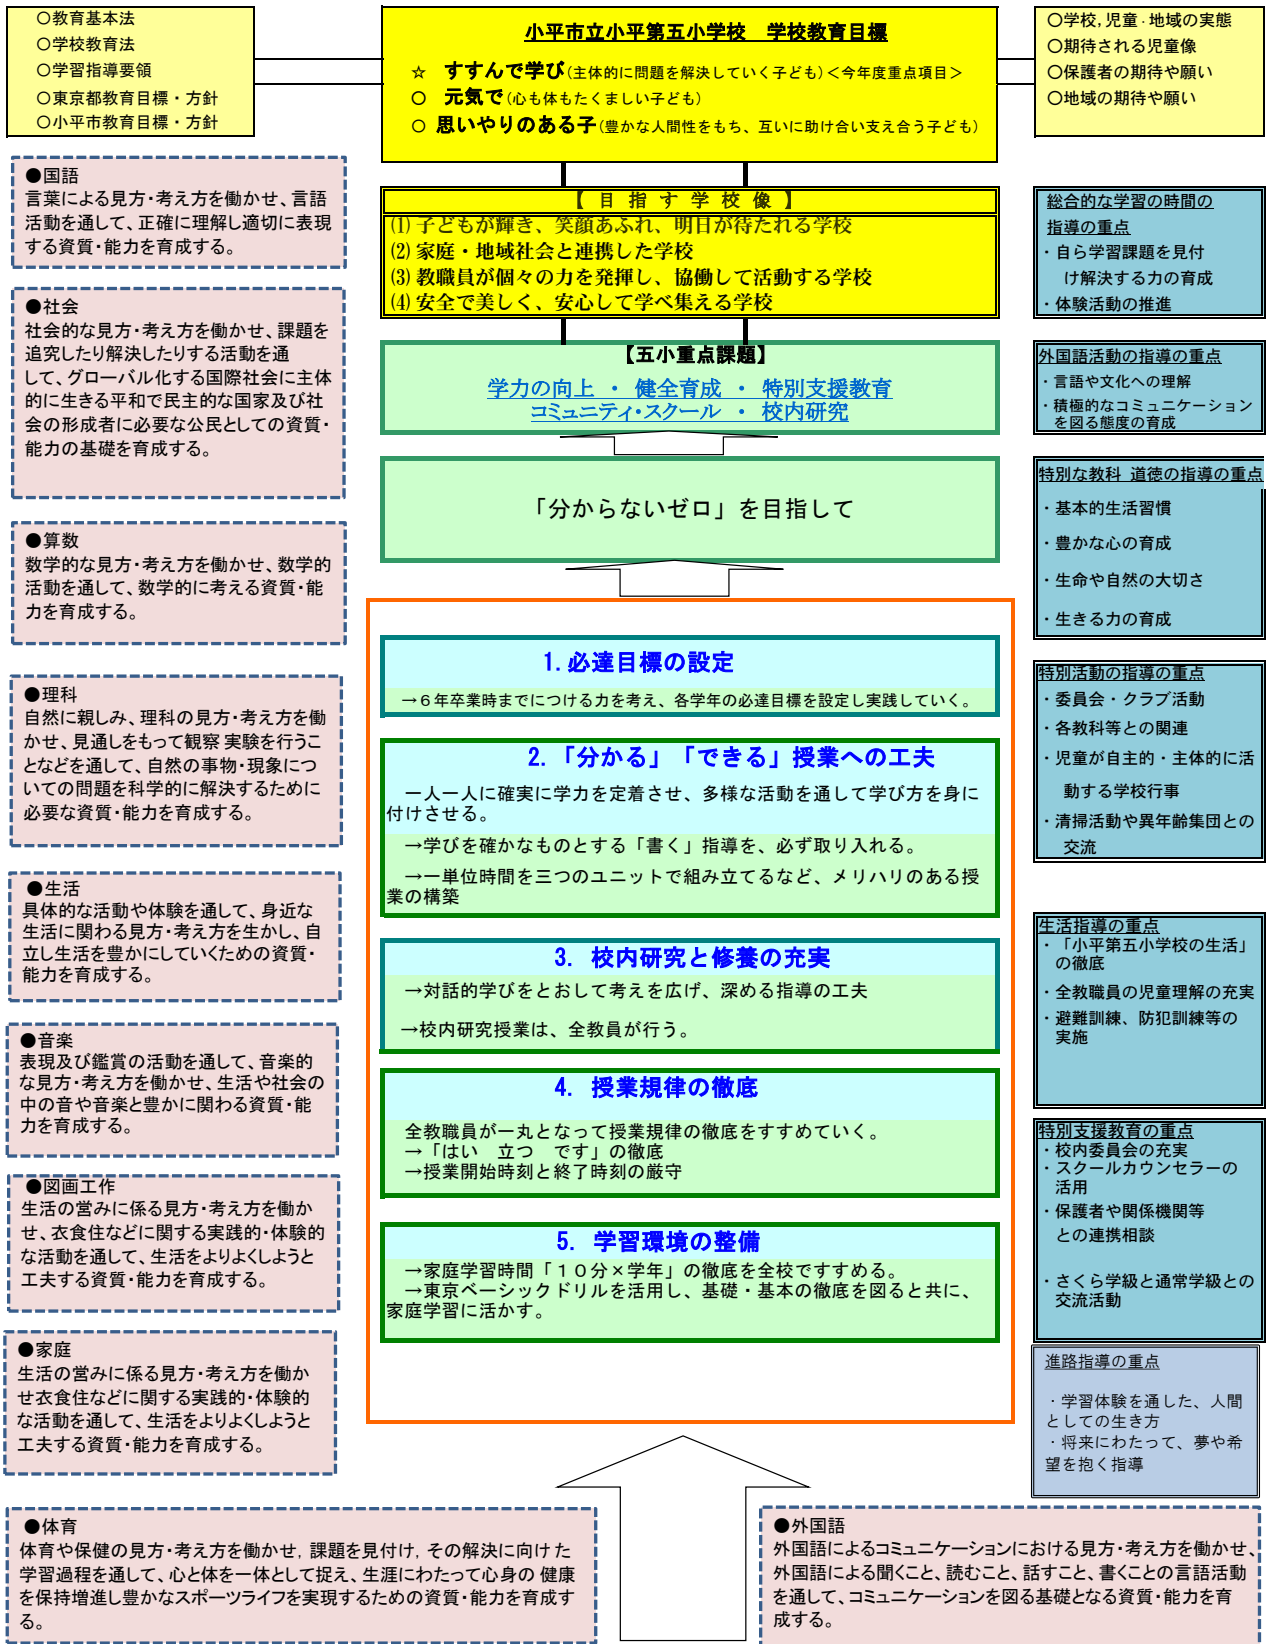 ○教育基本法
○学校教育法
○学習指導要領
○東京都教育目標・方針
○小平市教育目標・方針
小平市立小平第五小学校　学校教育目標
☆　すすんで学び(主体的に問題を解決していく子ども)＜今年度重点項目＞
○　元気で(心も体もたくましい子ども)
○ 思いやりのある子(豊かな人間性をもち、互いに助け合い支え合う子ども)
○学校,児童・地域の実態
○期待される児童像
○保護者の期待や願い
○地域の期待や願い
【 目 指 す 学 校 像 】
(1) 子どもが輝き、笑顔あふれ、明日が待たれる学校
(2) 家庭・地域社会と連携した学校
(3) 教職員が個々の力を発揮し、協働して活動する学校
(4) 安全で美しく、安心して学べ集える学校
【五小重点課題】
学力の向上 ・ 健全育成 ・ 特別支援教育
コミュニティ・スクール ・ 校内研究
「分からないゼロ」を目指して
1. 必達目標の設定
→６年卒業時までにつける力を考え、各学年の必達目標を設定し実践していく。
2. 「分かる」「できる」授業への工夫
一人一人に確実に学力を定着させ、多様な活動を通して学び方を身に
付けさせる。
→学びを確かなものとする「書く」指導を、必ず取り入れる。
→一単位時間を三つのユニットで組み立てるなど、メリハリのある授
業の構築
3. 校内研究と修養の充実
→対話的学びをとおして考えを広げ、深める指導の工夫
→校内研究授業は、全教員が行う。
4. 授業規律の徹底
全教職員が一丸となって授業規律の徹底をすすめていく。
→「はい　立つ　です」の徹底
→授業開始時刻と終了時刻の厳守
5. 学習環境の整備
→家庭学習時間「１０分×学年」の徹底を全校ですすめる。
→東京ベーシックドリルを活用し、基礎・基本の徹底を図ると共に、
家庭学習に活かす。
●国語
言葉による見方・考え方を働かせ、言語
活動を通して、正確に理解し適切に表現
する資質・能力を育成する。
●社会
社会的な見方・考え方を働かせ、課題を
追究したり解決したりする活動を通
して、グローバル化する国際社会に主体
的に生きる平和で民主的な国家及び社
会の形成者に必要な公民としての資質・
能力の基礎を育成する。
●算数
数学的な見方・考え方を働かせ、数学的
活動を通して、数学的に考える資質・能
力を育成する。
●理科
自然に親しみ、理科の見方・考え方を働
かせ、見通しをもって観察 実験を行うこ
となどを通して、自然の事物・現象につ
いての問題を科学的に解決するために
必要な資質・能力を育成する。
●生活
具体的な活動や体験を通して、身近な
生活に関わる見方・考え方を生かし、自
立し生活を豊かにしていくための資質・
能力を育成する。
●音楽
表現及び鑑賞の活動を通して、音楽的
な見方・考え方を働かせ、生活や社会の
中の音や音楽と豊かに関わる資質・能
力を育成する。
●図画工作
生活の営みに係る見方・考え方を働か
せ、衣食住などに関する実践的・体験的
な活動を通して、生活をよりよくしようと
工夫する資質・能力を育成する。
●家庭
生活の営みに係る見方・考え方を働か
せ衣食住などに関する実践的・体験的
な活動を通して、生活をよりよくしようと
工夫する資質・能力を育成する。
●体育
体育や保健の見方・考え方を働かせ, 課題を見付け, その解決に向けた
学習過程を通して、心と体を一体として捉え、生涯にわたって心身の 健康
を保持増進し豊かなスポーツライフを実現するための資質・能力を育成す
る。
総合的な学習の時間の
指導の重点
・自ら学習課題を見付
け解決する力の育成
・体験活動の推進
外国語活動の指導の重点
・言語や文化への理解
・積極的なコミュニケーション
を図る態度の育成
特別な教科 道徳の指導の重点
・基本的生活習慣
・豊かな心の育成
・生命や自然の大切さ
・生きる力の育成
特別活動の指導の重点
・委員会・クラブ活動
・各教科等との関連
・児童が自主的・主体的に活
動する学校行事
・清掃活動や異年齢集団との
交流
生活指導の重点
・「小平第五小学校の生活」
の徹底
・全教職員の児童理解の充実
・避難訓練、防犯訓練等の
実施
特別支援教育の重点
・校内委員会の充実
・スクールカウンセラーの
活用
・保護者や関係機関等
との連携相談
・さくら学級と通常学級との
交流活動
進路指導の重点
・学習体験を通した、人間
としての生き方
・将来にわたって、夢や希
望を抱く指導
●外国語
外国語によるコミュニケーションにおける見方・考え方を働かせ、
外国語による聞くこと、読むこと、話すこと、書くことの言語活動
を通して、コミュニケーションを図る基礎となる資質・能力を育
成する。